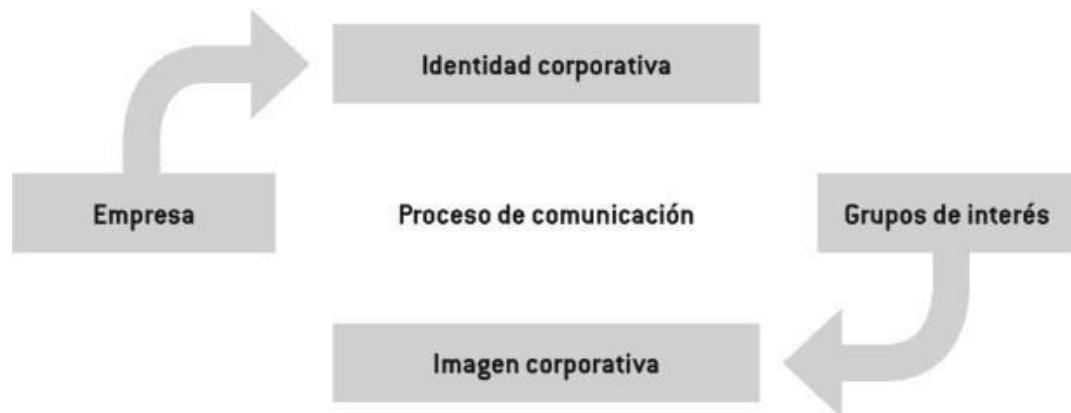 Identidad corporativa
Empresa
Proceso de comunicación
Grupos de interés
Imagen corporativa